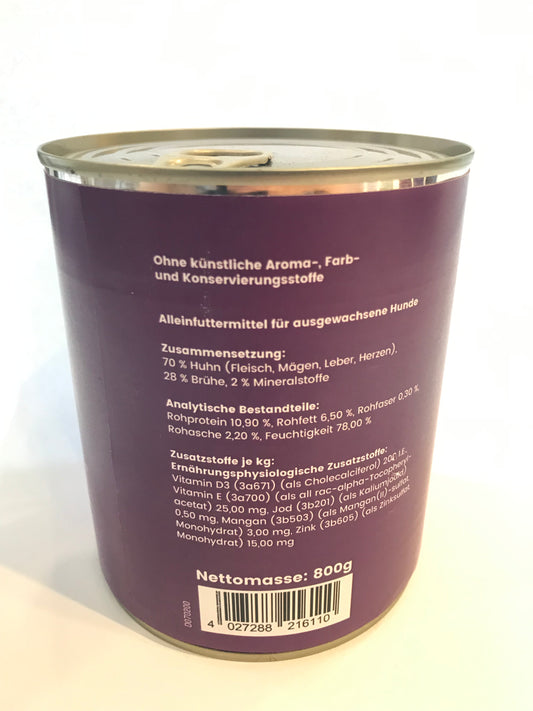 Ohne künstliche Aroma-, Farb-
und Konservierungsstoffe
Alleinfuttermittel für ausgewachsene Hunde
Zusammensetzung:
70 % Huhn (Fleisch, Mägen, Leber, Herzen),
28 % Brühe, 2 % Mineralstoffe
Analytische Bestandteile:
Rohprotein 10,90 %, Rohfett 6,50 %, Rohfaser 0,30 %,
Rohasche 2,20 %, Feuchtigkeit 78,00 %
Zusatzstoffe je kg:
Ernährungsphysiologische Zusatzstoffe:
Vitamin D3 (3a671) (als Cholecalciferol) 200 I.E,
Vitamin E (3a700) (als all rac-alpha-Tocopheryl-
acetat) 25,00 mg, Jod (3b201) (als Kaliumjodid)
0,50 mg, Mangan (3b503) (als Mangan(II)-sulfat,
Monohydrat) 3,00 mg, Zink (3b605) (als Zinksulfat,
Monohydrat) 15,00 mg
Nettomasse: 800g
D070200
4 027288 216110